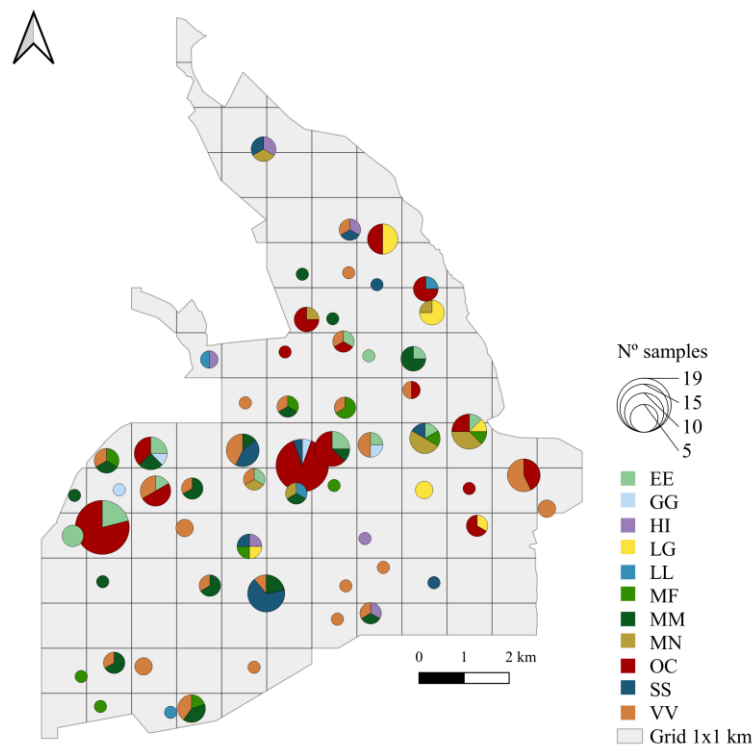 Nº samples
19
15
10
5
EE
GG
HI
LG
LL
MF
MM
MN
OC
SS
VV
Grid 1x1 km
0 1 2 km